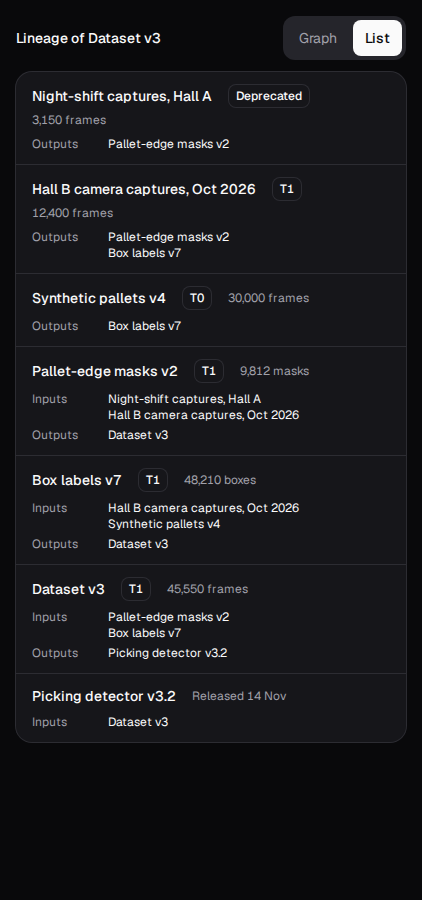 Lineage of Dataset v3
Graph
List
Night-shift captures, Hall A Deprecated
3,150 frames
Outputs Pallet-edge masks v2
Hall B camera captures, Oct 2026 T1
12,400 frames
Outputs Pallet-edge masks v2
Box labels v7
Synthetic pallets v4 T0 30,000 frames
Outputs Box labels v7
Pallet-edge masks v2 T1 9,812 masks
Inputs Night-shift captures, Hall A
Hall B camera captures, Oct 2026
Outputs Dataset v3
Box labels v7 T1 48,210 boxes
Inputs Hall B camera captures, Oct 2026
Synthetic pallets v4
Outputs Dataset v3
Dataset v3 T1 45,550 frames
Inputs Pallet-edge masks v2
Box labels v7
Outputs Picking detector v3.2
Picking detector v3.2 Released 14 Nov
Inputs Dataset v3